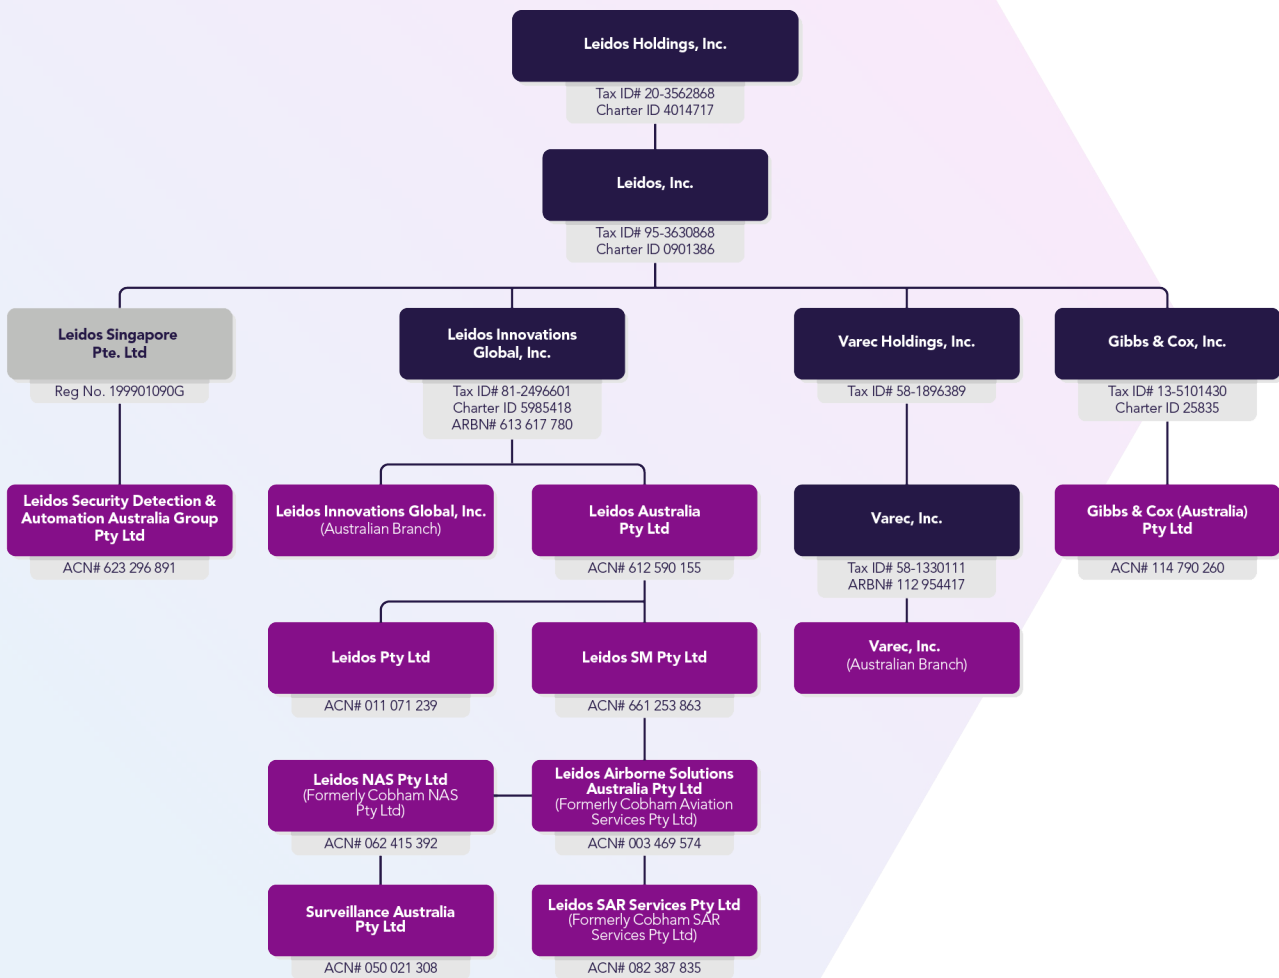 Leidos Holdings, Inc.
Tax ID# 20-3562868
Charter ID 4014717
Leidos, Inc.
Tax ID# 95-3630868
Charter ID 0901386
Leidos Singapore
Pte. Ltd
Reg No. 199901090G
Leidos Innovations
Global, Inc.
Tax ID# 81-2496601
Charter ID 5985418
ARBN# 613 617 780
Varec Holdings, Inc.
Tax ID# 58-1896389
Gibbs & Cox, Inc.
Tax ID# 13-5101430
Charter ID 25835
Leidos Security Detection &
Automation Australia Group
Pty Ltd
ACN# 623 296 891
Leidos Innovations Global, Inc.
(Australian Branch)
Leidos Australia
Pty Ltd
ACN# 612 590 155
Varec, Inc.
Tax ID# 58-1330111
ARBN# 112 954417
Gibbs & Cox (Australia)
Pty Ltd
ACN# 114 790 260
Leidos Pty Ltd
ACN# 011 071 239
Leidos SM Pty Ltd
ACN# 661 253 863
Varec, Inc.
(Australian Branch)
Leidos NAS Pty Ltd
(Formerly Cobham NAS
Pty Ltd)
ACN# 062 415 392
Leidos Airborne Solutions
Australia Pty Ltd
(Formerly Cobham Aviation
Services Pty Ltd)
ACN# 003 469 574
Surveillance Australia
Pty Ltd
ACN# 050 021 308
Leidos SAR Services Pty Ltd
(Formerly Cobham SAR
Services Pty Ltd)
ACN# 082 387 835